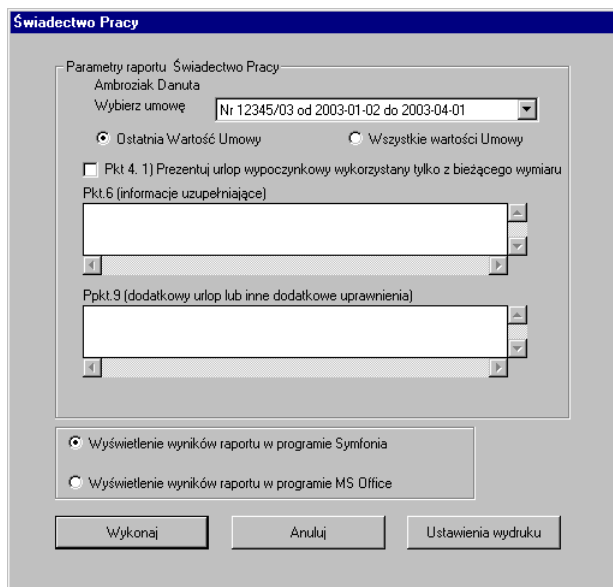 Świadectwo Pracy
Parametry raportu Świadectwo Pracy
Ambroziak Danuta
Wybierz umowę
Nr 12345/03 od 2003-01-02 do 2003-04-01
Ostatnia Wartość Umowy
Wszystkie wartości Umowy
Pkt 4. 1) Prezentuj urlop wypoczynkowy wykorzystany tylko z bieżącego wymiaru
Pkt.6 (informacje uzupełniające)
Ppkt.9 (dodatkowy urlop lub inne dodatkowe uprawnienia)
Wyświetlenie wyników raportu w programie Symfonia
Wyświetlenie wyników raportu w programie MS Office
Wykonaj
Anuluj
Ustawienia wydruku